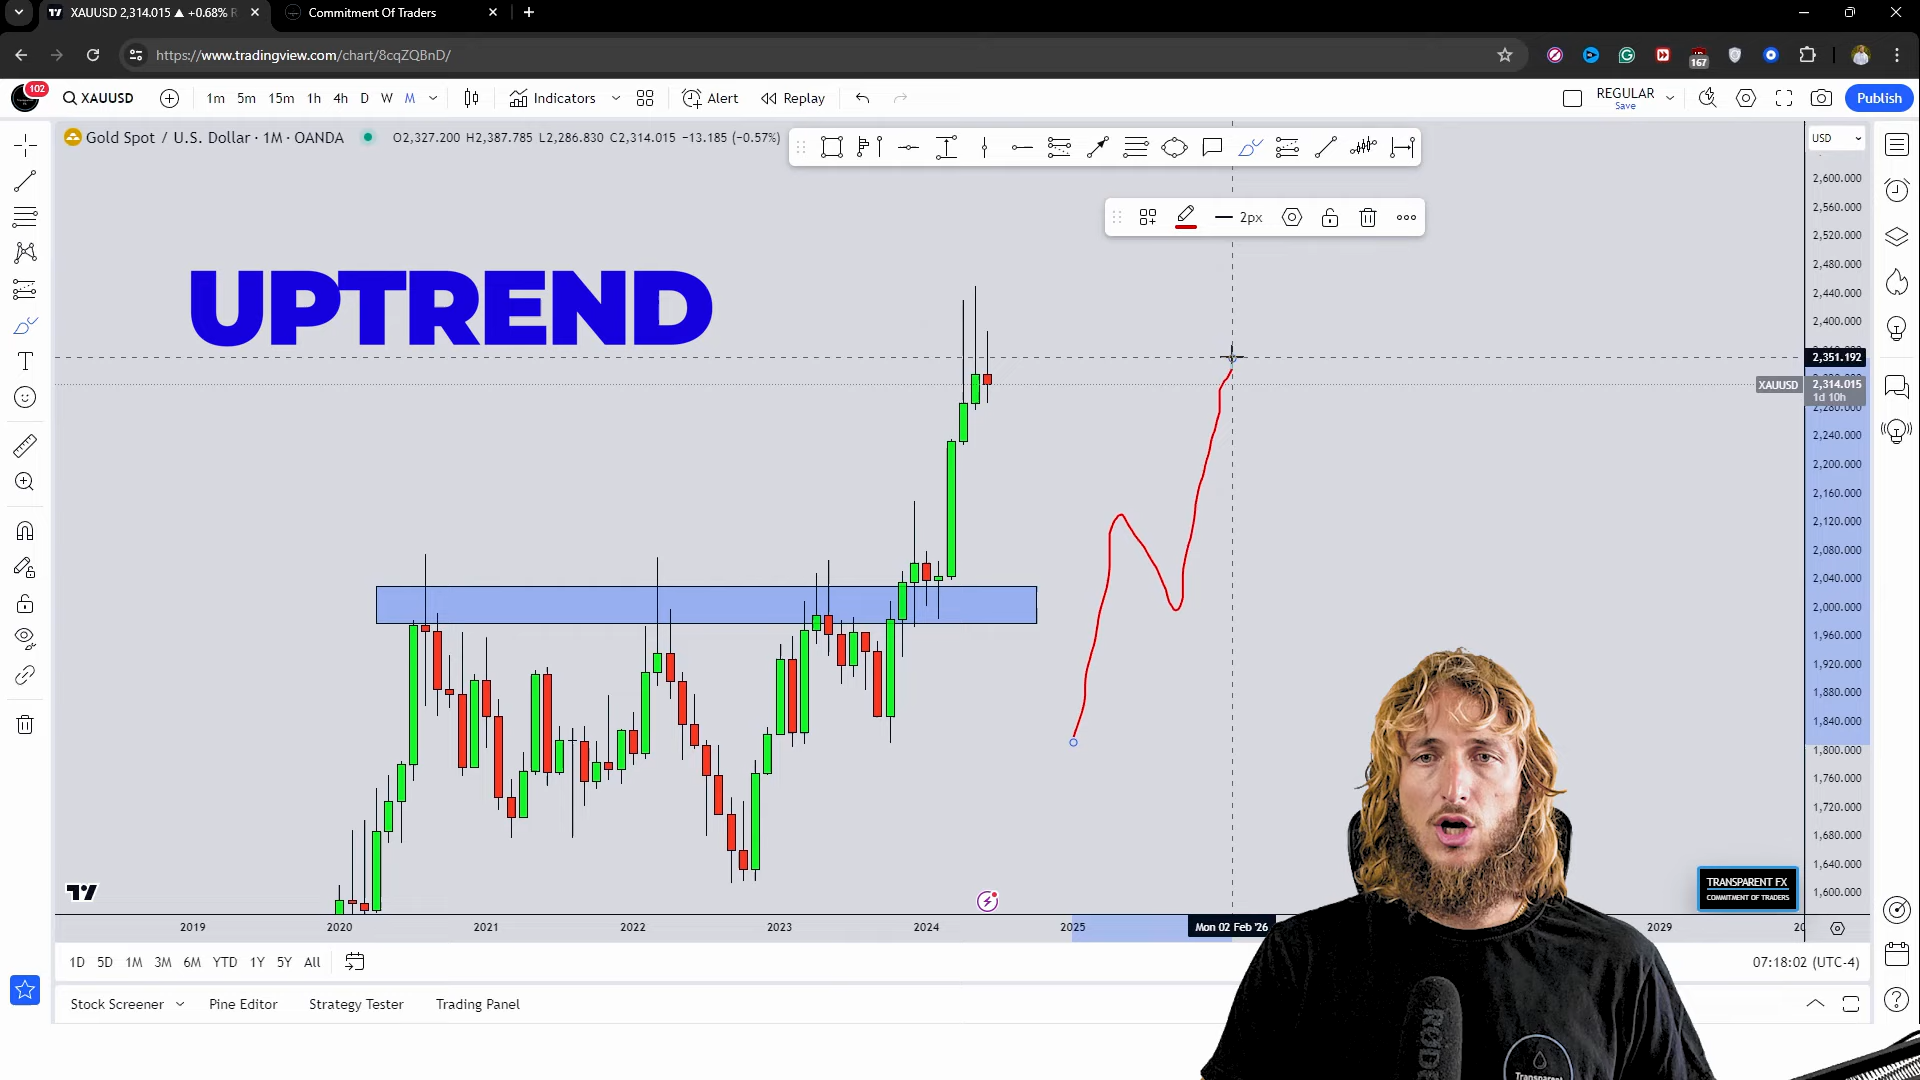 XAUUSD 2,314.015 ▲ +0.68% R
Commitment Of Traders
https://www.tradingview.com/chart/8cqZQBnD/
167
102
XAUUSD
1m 5m 15m 1h 4h D W M
Indicators
Alert
Replay
REGULAR
Save
Publish
Gold Spot / U.S. Dollar · 1M · OANDA
O2,327.200 H2,387.785 L2,286.830 C2,314.015 −13.185 (−0.57%)
USD
2px
UPTREND
2,600.000
2,560.000
2,520.000
2,480.000
2,440.000
2,400.000
2,351.192
XAUUSD 2,314.015
1d 10h
2,280.000
2,240.000
2,200.000
2,160.000
2,120.000
2,080.000
2,040.000
2,000.000
1,960.000
1,920.000
1,880.000
1,840.000
1,800.000
1,760.000
1,720.000
1,680.000
1,640.000
1,600.000
TRANSPARENT FX
COMMITMENT OF TRADERS
2019 2020 2021 2022 2023 2024 2025 Mon 02 Feb '26 2029 20
1D 5D 1M 3M 6M YTD 1Y 5Y All
07:18:02 (UTC-4)
Stock Screener Pine Editor Strategy Tester Trading Panel
RODE
Transparent